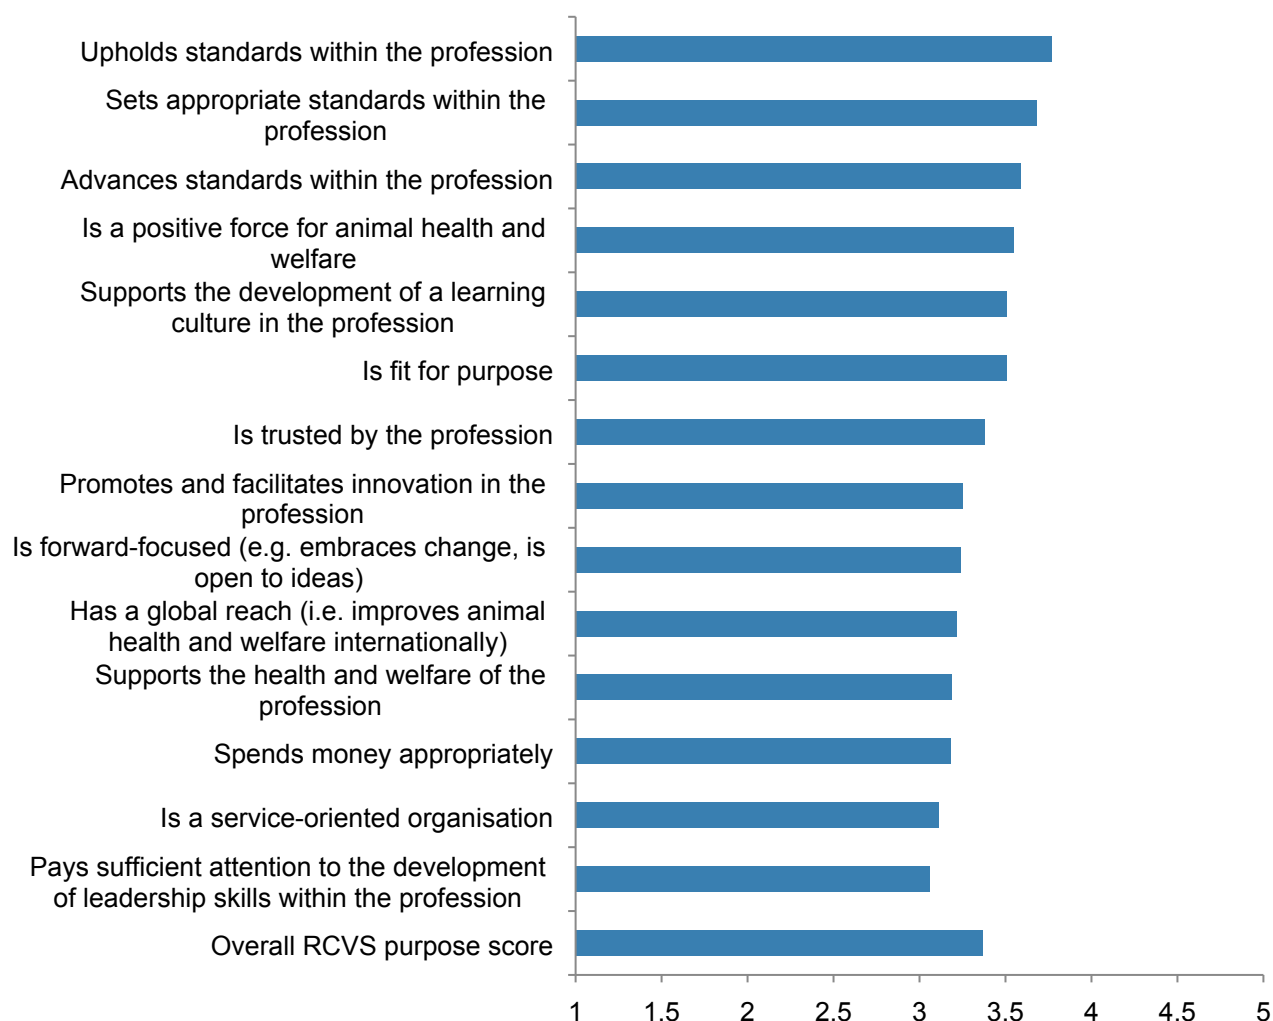 Upholds standards within the profession
Sets appropriate standards within the
profession
Advances standards within the profession
Is a positive force for animal health and
welfare
Supports the development of a learning
culture in the profession
Is fit for purpose
Is trusted by the profession
Promotes and facilitates innovation in the
profession
Is forward-focused (e.g. embraces change, is
open to ideas)
Has a global reach (i.e. improves animal
health and welfare internationally)
Supports the health and welfare of the
profession
Spends money appropriately
Is a service-oriented organisation
Pays sufficient attention to the development
of leadership skills within the profession
Overall RCVS purpose score
1 1.5 2 2.5 3 3.5 4 4.5 5